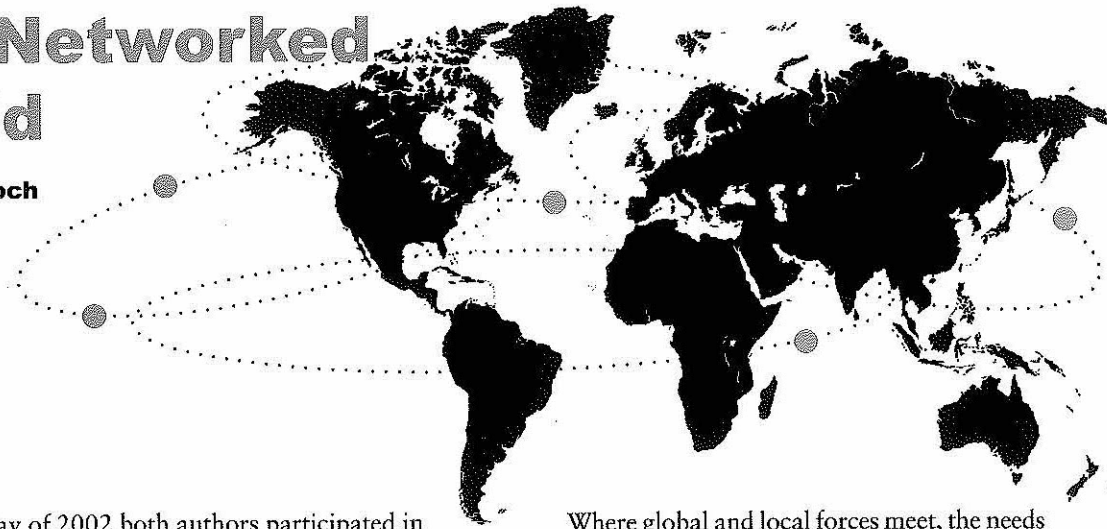 Networked
d
och
ay of 2002 both authors participated in
Where global and local forces meet, the needs